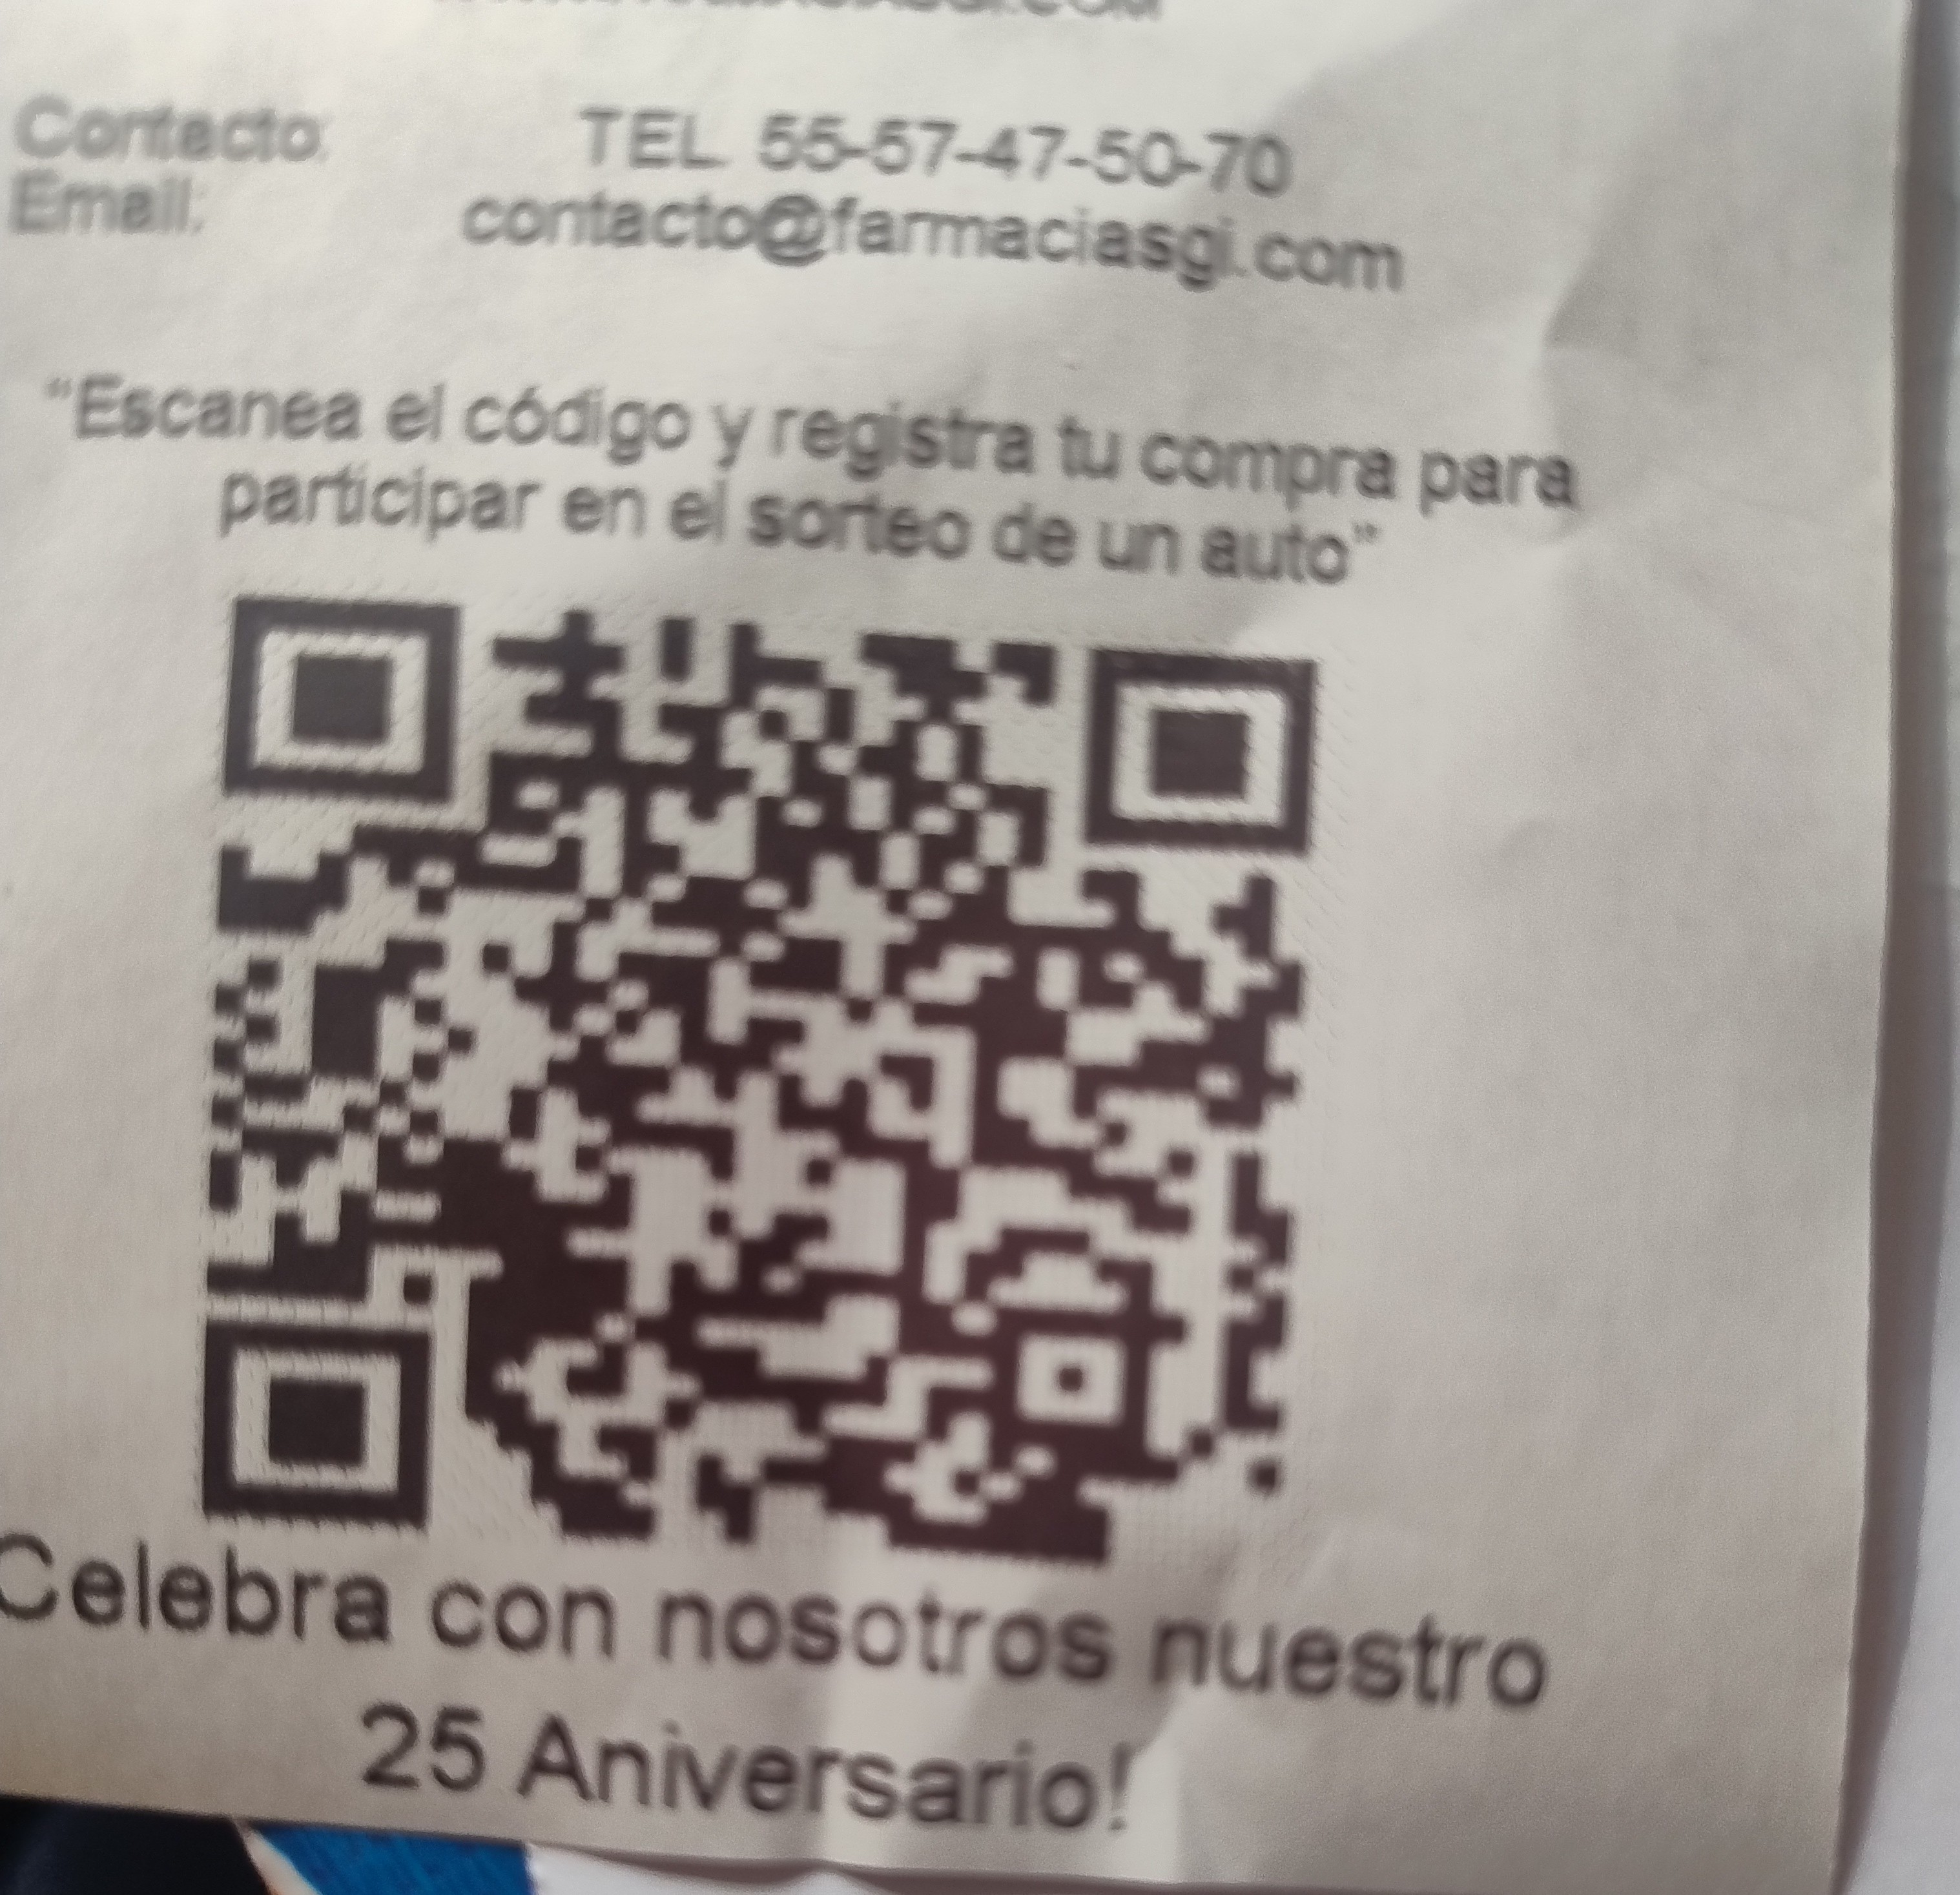 Contacto: TEL 55-57-47-50-70
Email: contacto@farmaciasgi.com
“Escanea el código y registra tu compra para
participar en el sorteo de un auto”
Celebra con nosotros nuestro
25 Aniversario!